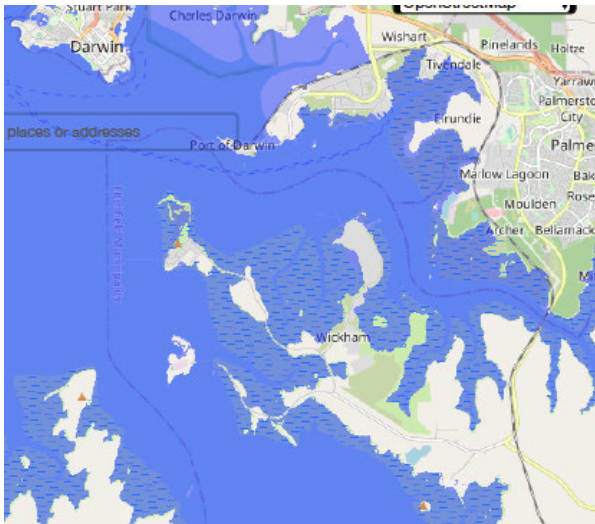 Stuart Park
Charles Darwin
OpenStreetMap
Darwin
Wishart
Pinelands
Holtze
Tivendale
Yarraw
Palmersto
City
places or addresses
Elrundie
Port of Darwin
Palme
Marlow Lagoon
Bak
Moulden
Rose
Archer
Bellamack
Mi
Wickham